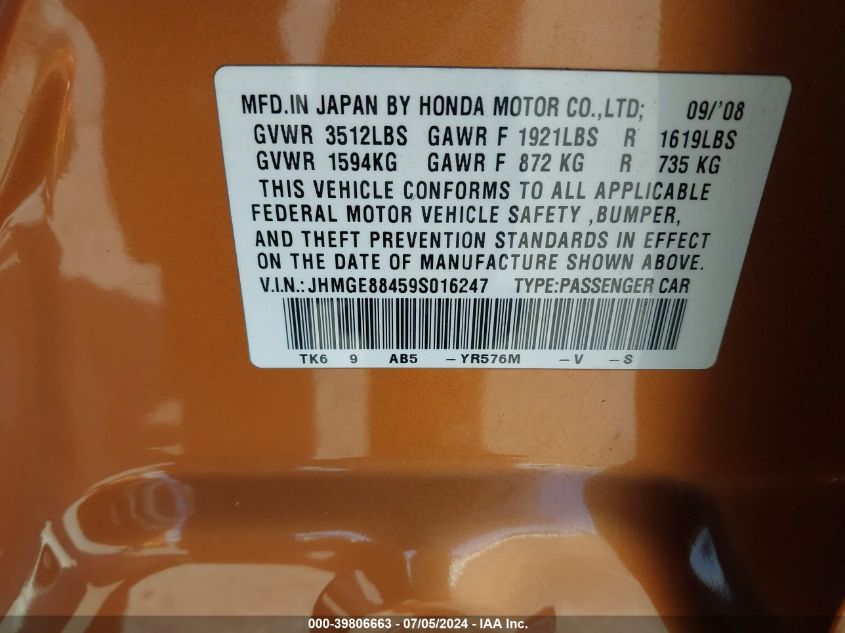 MFD.IN JAPAN BY HONDA MOTOR CO.,LTD; 09/'08
GVWR 3512LBS GAWR F 1921LBS R 1619LBS
GVWR 1594KG GAWR F 872 KG R 735 KG
THIS VEHICLE CONFORMS TO ALL APPLICABLE
FEDERAL MOTOR VEHICLE SAFETY ,BUMPER,
AND THEFT PREVENTION STANDARDS IN EFFECT
ON THE DATE OF MANUFACTURE SHOWN ABOVE.
V.I.N.: JHMGE88459S016247 TYPE:PASSENGER CAR
TK6 9 AB5 -YR576M -V -S
000-39806663 - 07/05/2024 - IAA Inc.